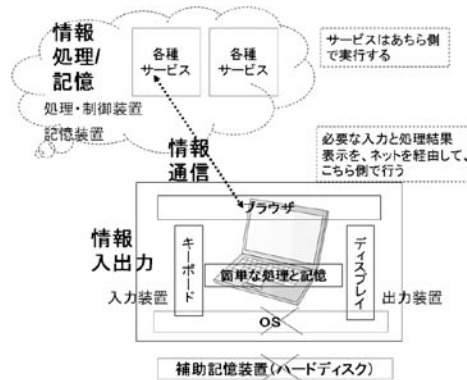 情報
処理/
記憶
各種
サービス
各種
サービス
処理・制御装置
記憶装置
サービスはあちら側
で実行する
情報
通信
必要な入力と処理結果
表示を、ネットを経由して、
こちら側で行う
ブラウザ
情報
入出力
キーボード
ディスプレイ
簡単な処理と記憶
入力装置
出力装置
OS
補助記憶装置(ハードディスク)